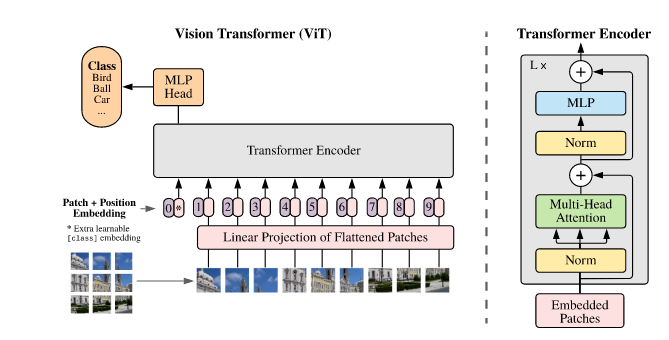 Vision Transformer (ViT)
Class
Bird
Ball
Car
...
MLP
Head
Transformer Encoder
Patch + Position
Embedding
* Extra learnable
[class] embedding
0 * 1 2 3 4 5 6 7 8 9
Linear Projection of Flattened Patches
Transformer Encoder
L x
+
MLP
Norm
+
Multi-Head
Attention
Norm
Embedded
Patches